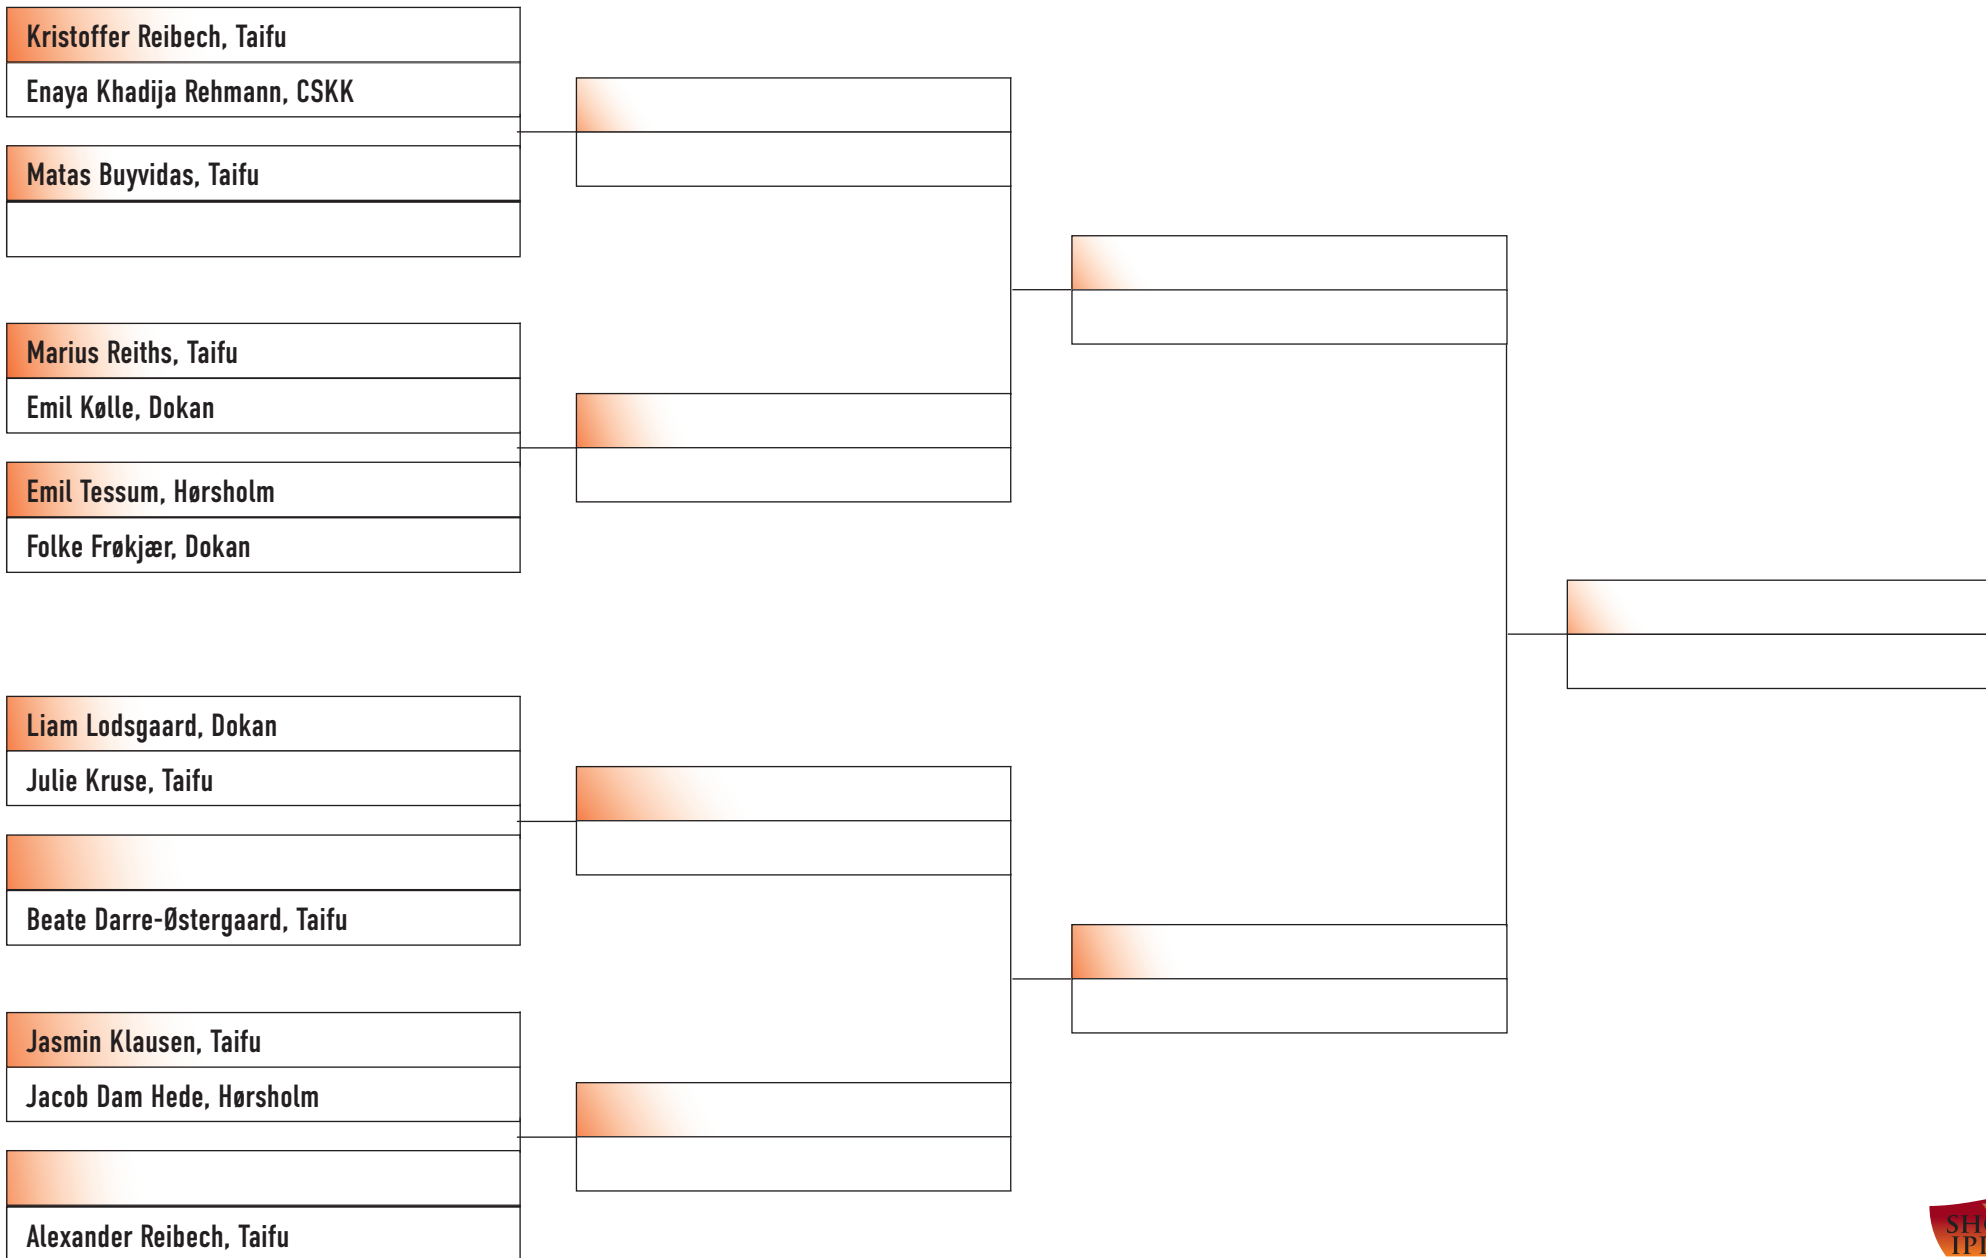 Kristoffer Reibech, Taifu
Enaya Khadija Rehmann, CSKK
Matas Buyvidas, Taifu
Marius Reiths, Taifu
Emil Kølle, Dokan
Emil Tessum, Hørsholm
Folke Frøkjær, Dokan
Liam Lodsgaard, Dokan
Julie Kruse, Taifu
Beate Darre-Østergaard, Taifu
Jasmin Klausen, Taifu
Jacob Dam Hede, Hørsholm
Alexander Reibech, Taifu